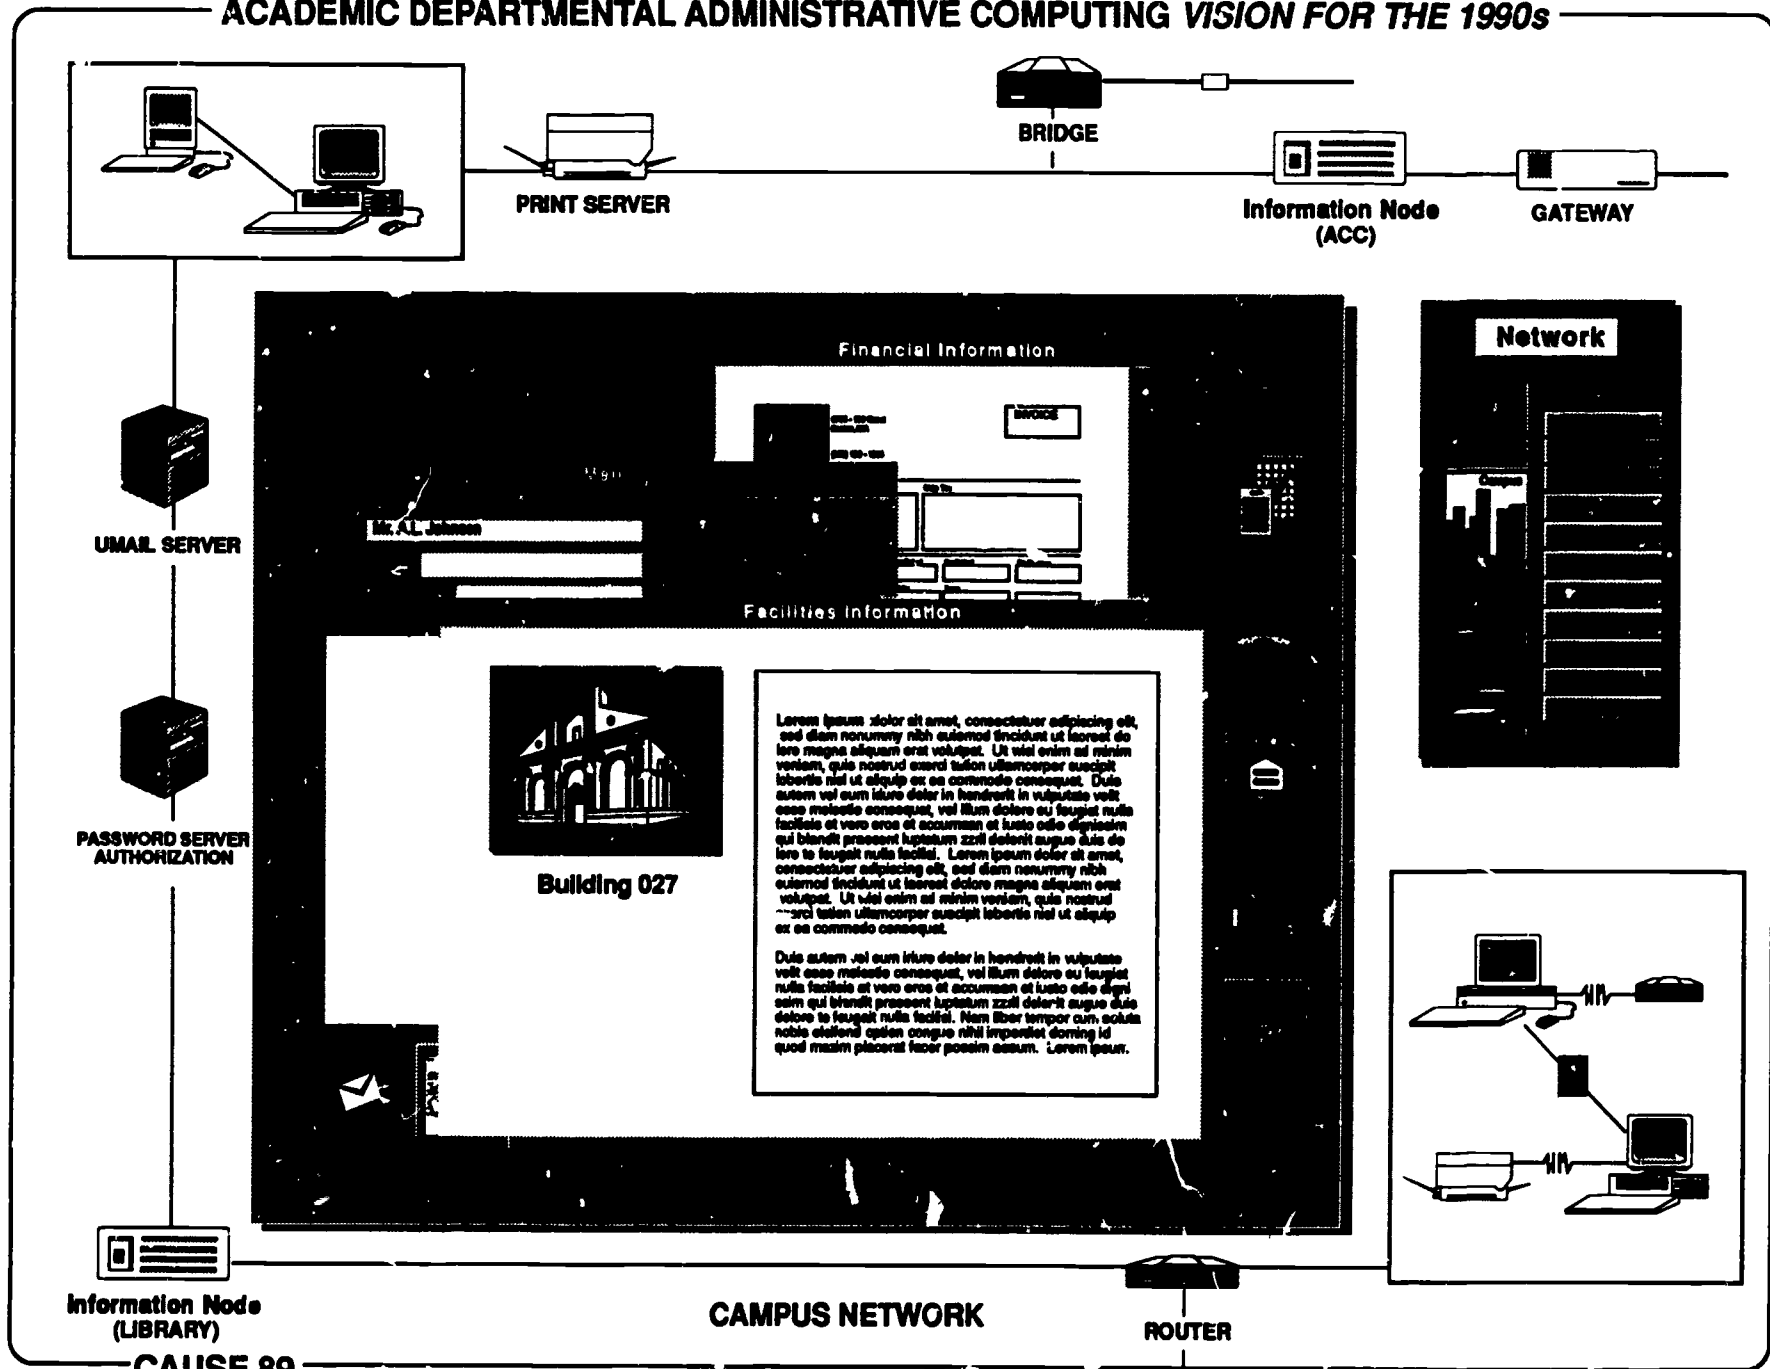 ACADEMIC DEPARTMENTAL ADMINISTRATIVE COMPUTING VISION FOR THE 1990s
BRIDGE
PRINT SERVER
Information Node
(ACC)
GATEWAY
Network
Financial Information
INVOICE
Mail
Mr. A.L. Johnson
Campus
UMAIL SERVER
Facilities Information
Lorem ipsum dolor sit amet, consectetuer adipiscing elit,
sed diam nonummy nibh euismod tincidunt ut laoreet do
lore magna aliquam erat volutpat. Ut wisi enim ad minim
veniam, quis nostrud exerci tation ullamcorper suscipit
lobortis nisl ut aliquip ex ea commodo consequat. Duis
autem vel eum iriure dolor in hendrerit in vulputate velit
esse molestie consequat, vel illum dolore eu feugiat nulla
facilisis at vero eros et accumsan et iusto odio dignissim
qui blandit praesent luptatum zzril delenit augue duis do
lore te feugait nulla facilisi. Lorem ipsum dolor sit amet,
consectetuer adipiscing elit, sed diam nonummy nibh
euismod tincidunt ut laoreet dolore magna aliquam erat
volutpat. Ut wisi enim ad minim veniam, quis nostrud
exerci tation ullamcorper suscipit lobortis nisl ut aliquip
ex ea commodo consequat.
Duis autem vel eum iriure dolor in hendrerit in vulputate
velit esse molestie consequat, vel illum dolore eu feugiat
nulla facilisis at vero eros et accumsan et iusto odio digni
ssim qui blandit praesent luptatum zzril delenit augue duis
dolore te feugait nulla facilisi. Nam liber tempor cum soluta
nobis eleifend option congue nihil imperdiet doming id
quod mazim placerat facer possim assum. Lorem ipsum.
Building 027
PASSWORD SERVER
AUTHORIZATION
Information Node
(LIBRARY)
CAMPUS NETWORK
ROUTER
CAUSE 89